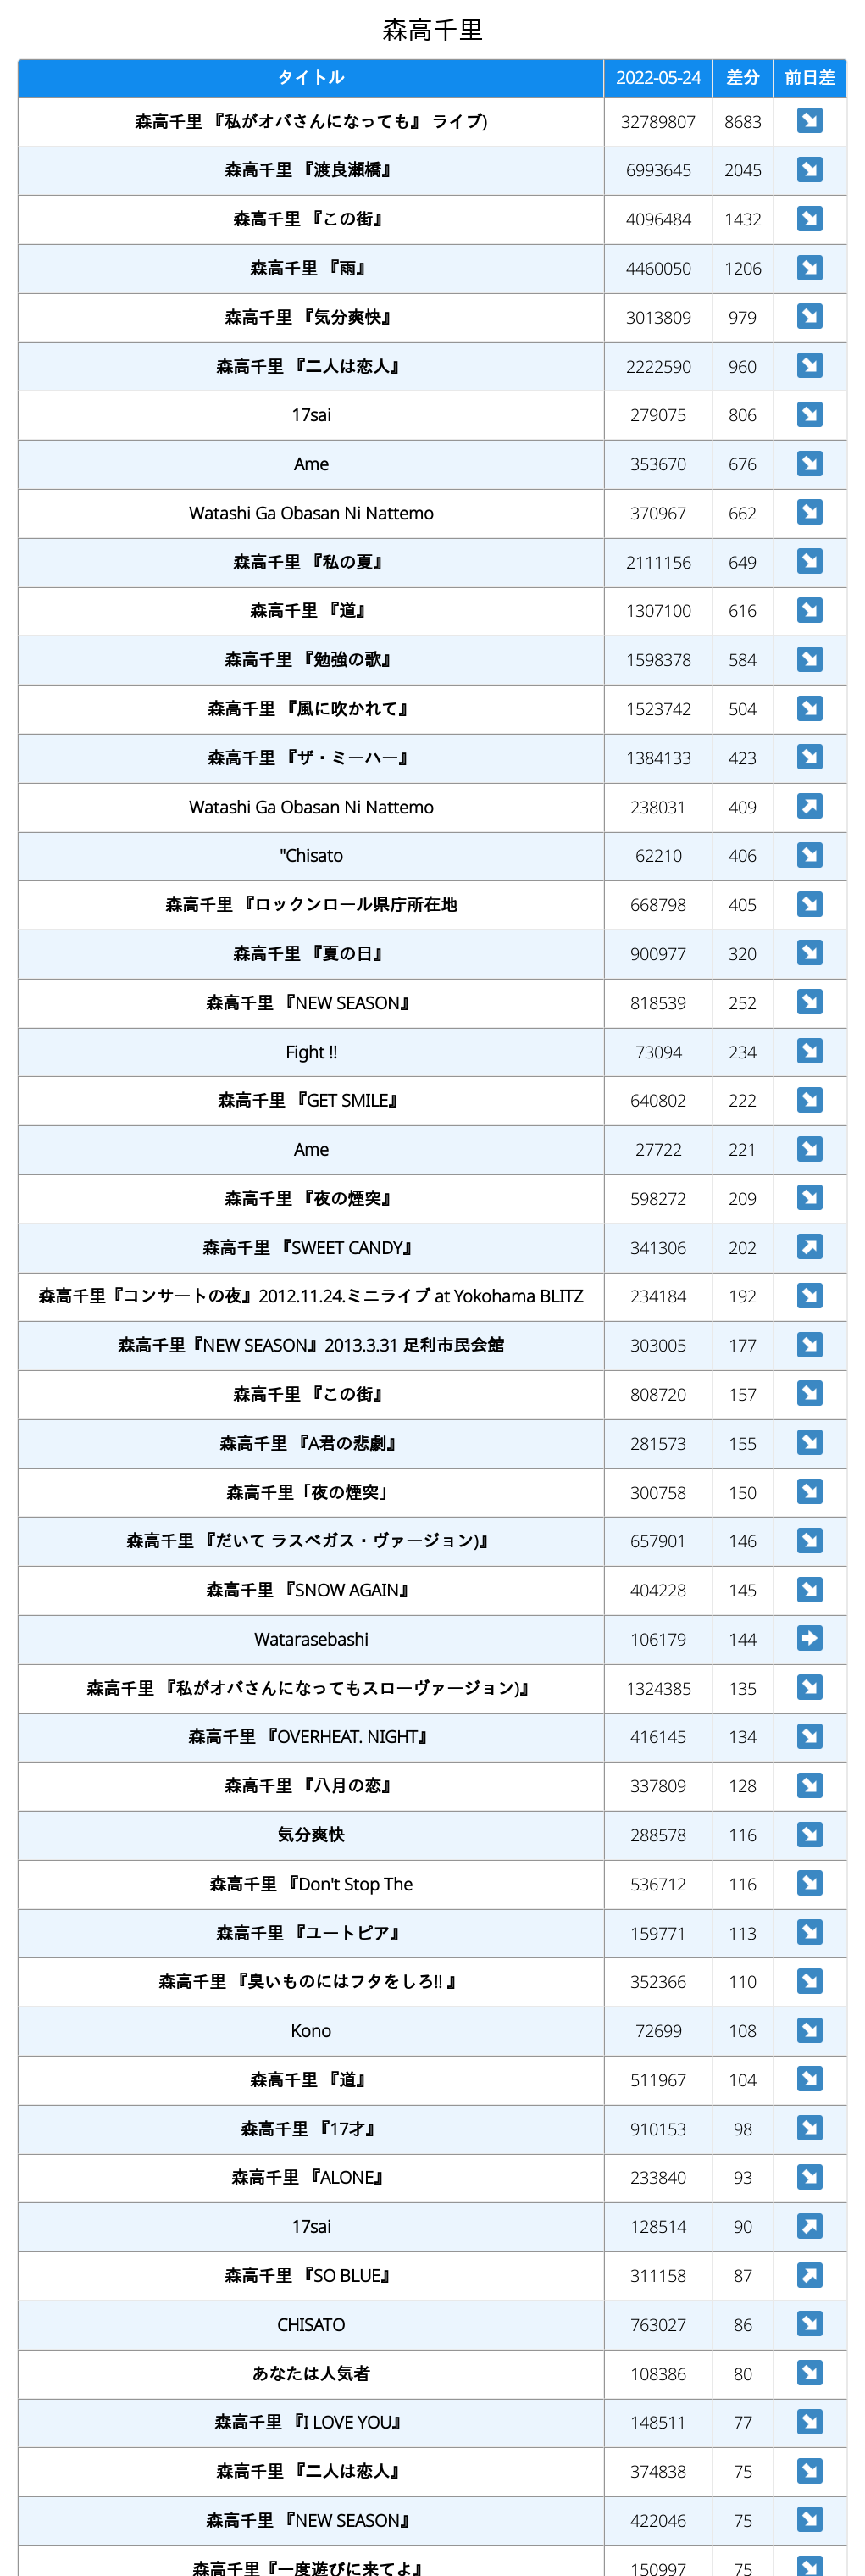 森高千里
タイトル 2022-05-24 差分 前日差
森高千里 『私がオバさんになっても』 ライブ) 32789807 8683
森高千里 『渡良瀬橋』 6993645 2045
森高千里 『この街』 4096484 1432
森高千里 『雨』 4460050 1206
森高千里 『気分爽快』 3013809 979
森高千里 『二人は恋人』 2222590 960
17sai 279075 806
Ame 353670 676
Watashi Ga Obasan Ni Nattemo 370967 662
森高千里 『私の夏』 2111156 649
森高千里 『道』 1307100 616
森高千里 『勉強の歌』 1598378 584
森高千里 『風に吹かれて』 1523742 504
森高千里 『ザ・ミーハー』 1384133 423
Watashi Ga Obasan Ni Nattemo 238031 409
"Chisato 62210 406
森高千里 『ロックンロール県庁所在地 668798 405
森高千里 『夏の日』 900977 320
森高千里 『NEW SEASON』 818539 252
Fight !! 73094 234
森高千里 『GET SMILE』 640802 222
Ame 27722 221
森高千里 『夜の煙突』 598272 209
森高千里 『SWEET CANDY』 341306 202
森高千里『コンサートの夜』2012.11.24.ミニライブ at Yokohama BLITZ 234184 192
森高千里『NEW SEASON』2013.3.31 足利市民会館 303005 177
森高千里 『この街』 808720 157
森高千里 『A君の悲劇』 281573 155
森高千里「夜の煙突」 300758 150
森高千里 『だいて ラスベガス・ヴァージョン)』 657901 146
森高千里 『SNOW AGAIN』 404228 145
Watarasebashi 106179 144
森高千里 『私がオバさんになってもスローヴァージョン)』 1324385 135
森高千里 『OVERHEAT. NIGHT』 416145 134
森高千里 『八月の恋』 337809 128
気分爽快 288578 116
森高千里 『Don't Stop The 536712 116
森高千里 『ユートピア』 159771 113
森高千里 『臭いものにはフタをしろ!! 』 352366 110
Kono 72699 108
森高千里 『道』 511967 104
森高千里 『17才』 910153 98
森高千里 『ALONE』 233840 93
17sai 128514 90
森高千里 『SO BLUE』 311158 87
CHISATO 763027 86
あなたは人気者 108386 80
森高千里 『I LOVE YOU』 148511 77
森高千里 『二人は恋人』 374838 75
森高千里 『NEW SEASON』 422046 75
森高千里『一度遊びに来てよ』 150997 75